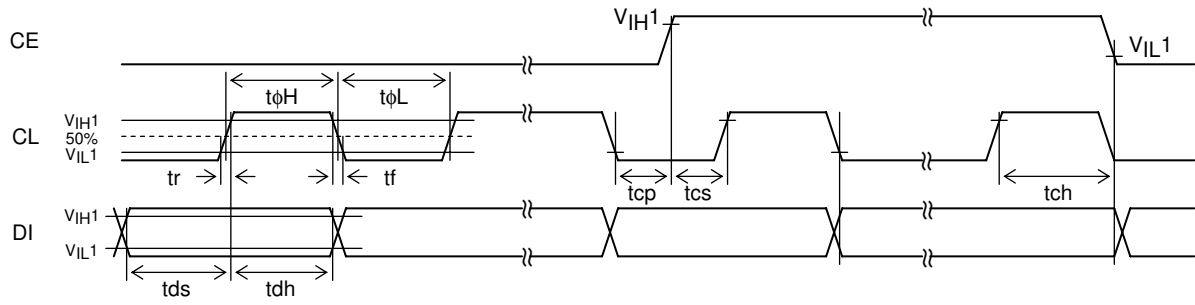 CE
VIH1
VIL1
tϕH
tϕL
CL
VIH1
50%
VIL1
tr
tf
tcp
tcs
tch
DI
VIH1
VIL1
tds
tdh